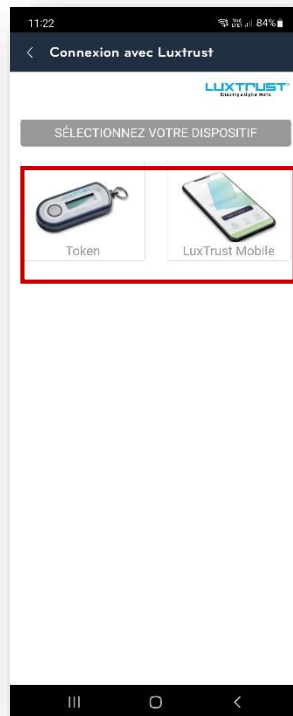 11:22
84%
Connexion avec Luxtrust
LUXTRUST
SÉLECTIONNEZ VOTRE DISPOSITIF
Token
LuxTrust Mobile